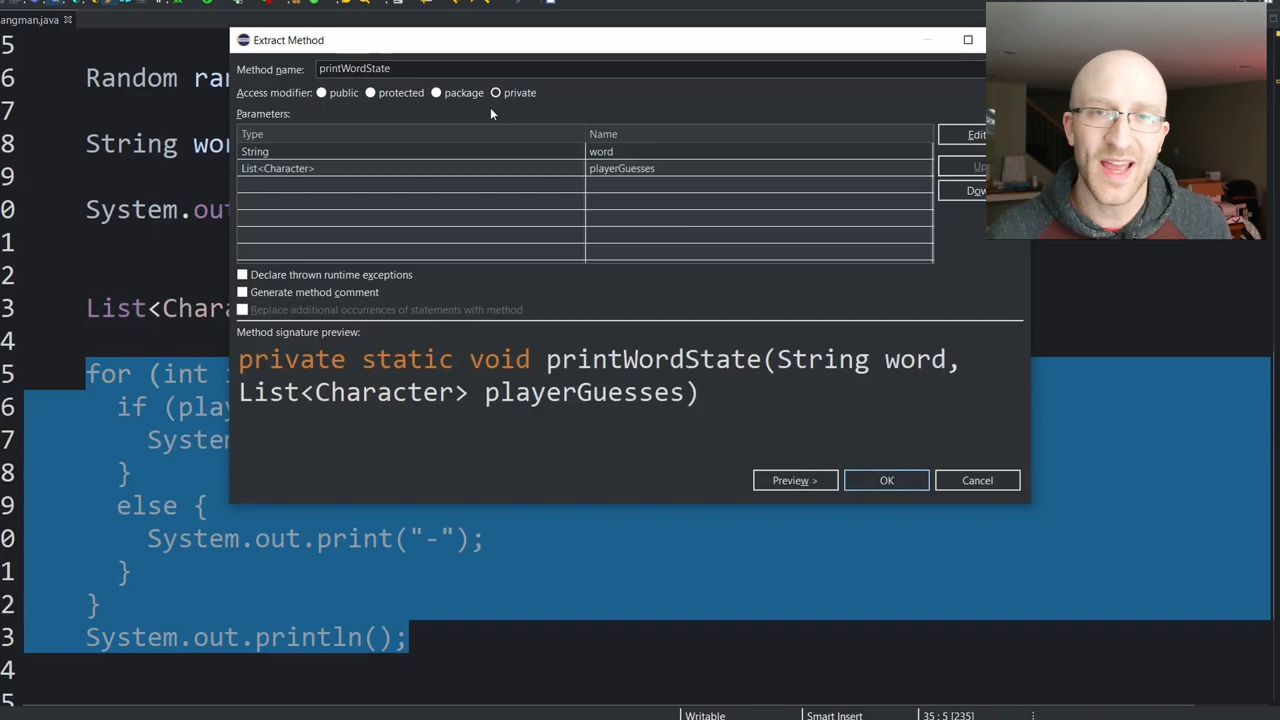 angman.java
Extract Method
Method name: printWordState
Access modifier: public protected package private
Parameters:
Type Name
String word
List<Character> playerGuesses
Edit
Up
Dow
Declare thrown runtime exceptions
Generate method comment
Replace additional occurrences of statements with method
Method signature preview:
private static void printWordState(String word,
List<Character> playerGuesses)
Preview >
OK
Cancel
5
6 Random ran
7
8 String wor
9
0 System.out
1
2
3 List<Chara
4
5 for (int i
6 if (play
7 System
8 }
9 else {
0 System.out.print("-");
1 }
2 }
3 System.out.println();
4
5
Writable
Smart Insert
35 : 5 [235]